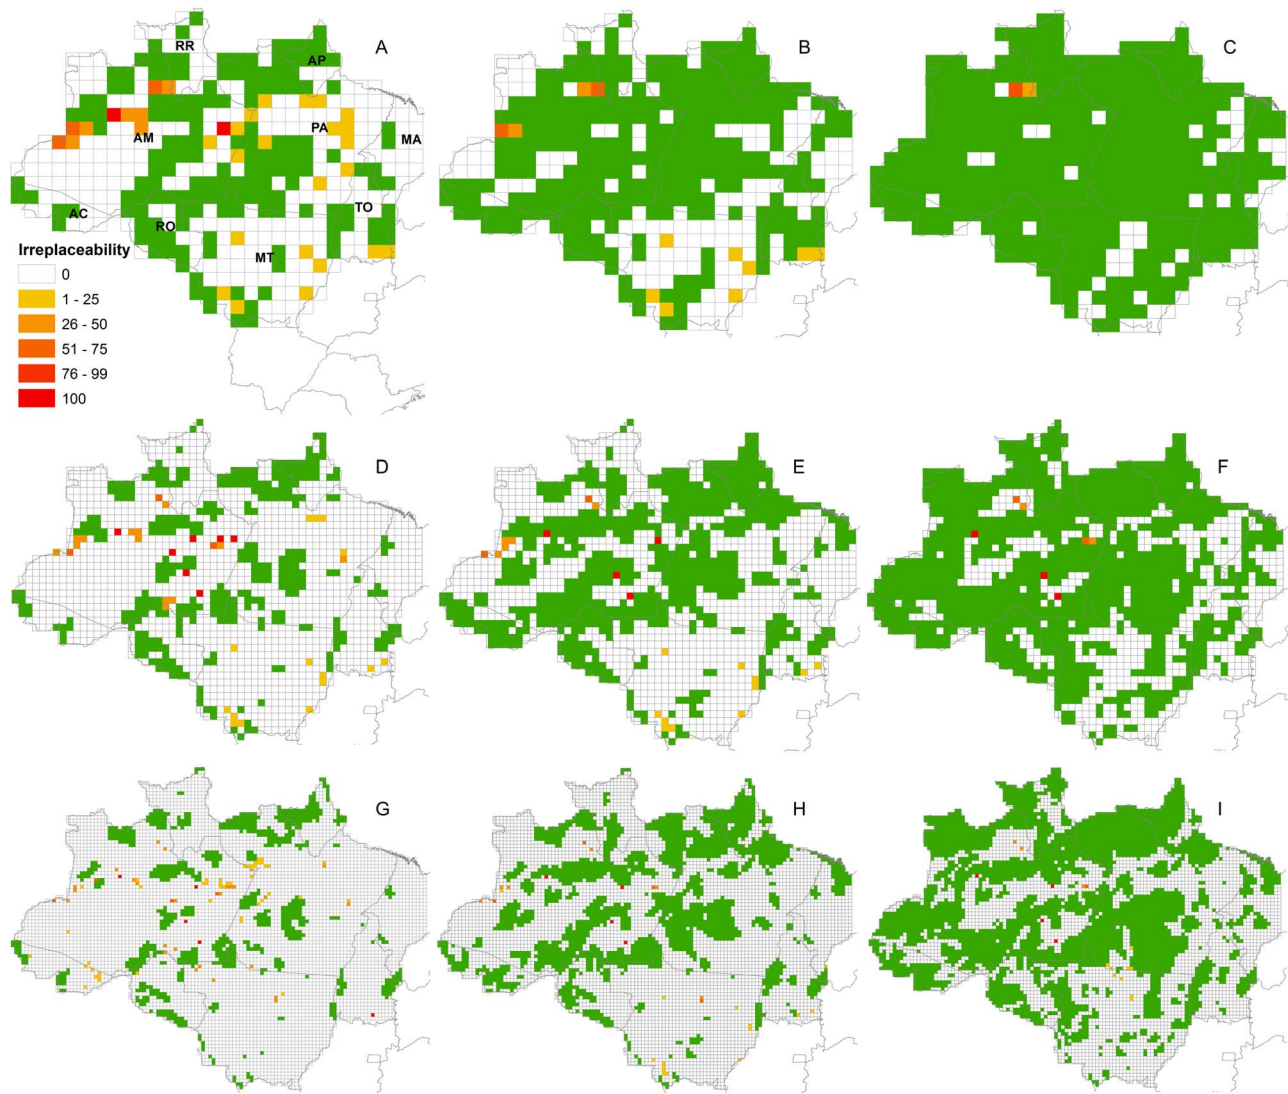 A
B
C
RR
AP
AM
PA
MA
AC
RO
TO
MT
Irreplaceability
0
1 - 25
26 - 50
51 - 75
76 - 99
100
D
E
F
G
H
I